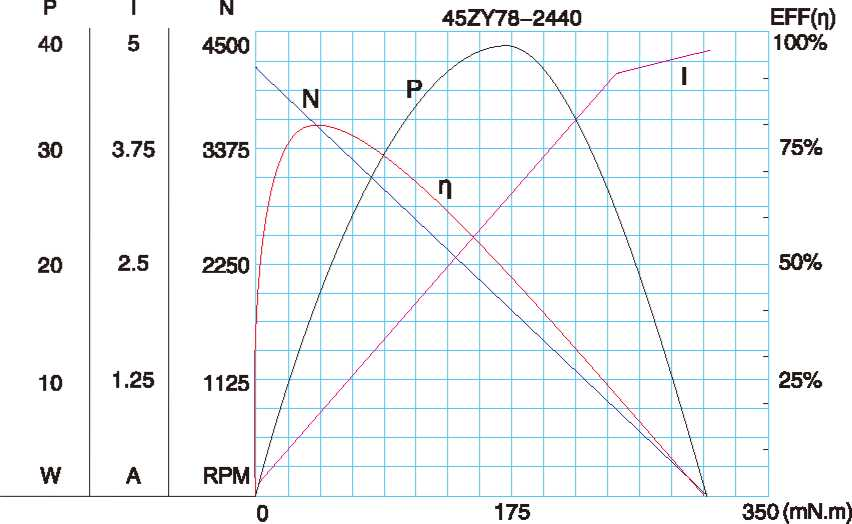 P I N 45ZY78–2440 EFF(η)
40 5 4500 100%
N P I
30 3.75 3375 75%
η
20 2.5 2250 50%
10 1.25 1125 25%
W A RPM
0 175 350 (mN.m)